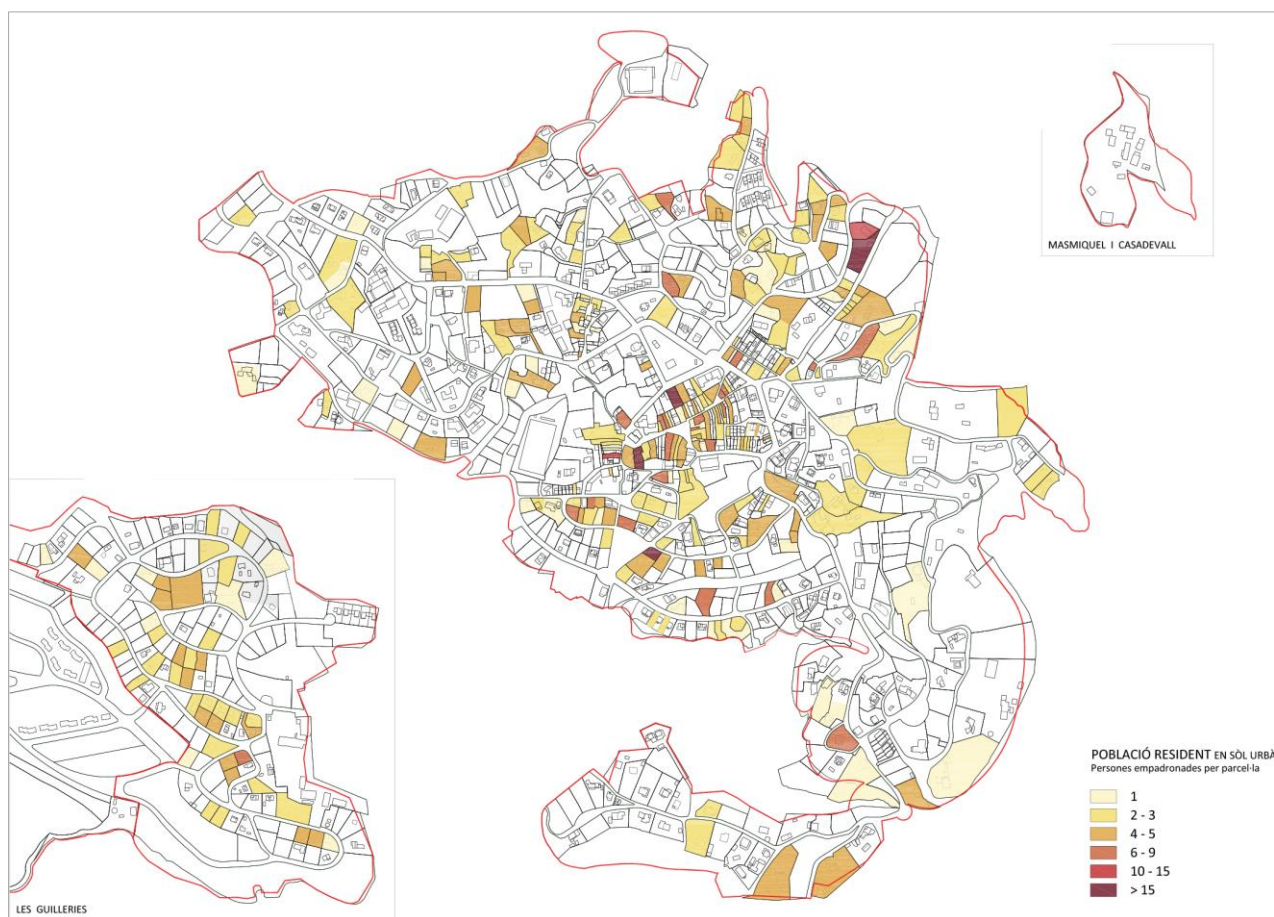 MASMIQUEL I CASADEVALL
POBLACIÓ RESIDENT EN SÒL URBÀ
Persones empadronades per parcel·la
1
2 - 3
4 - 5
6 - 9
10 - 15
> 15
LES GUILLERIES